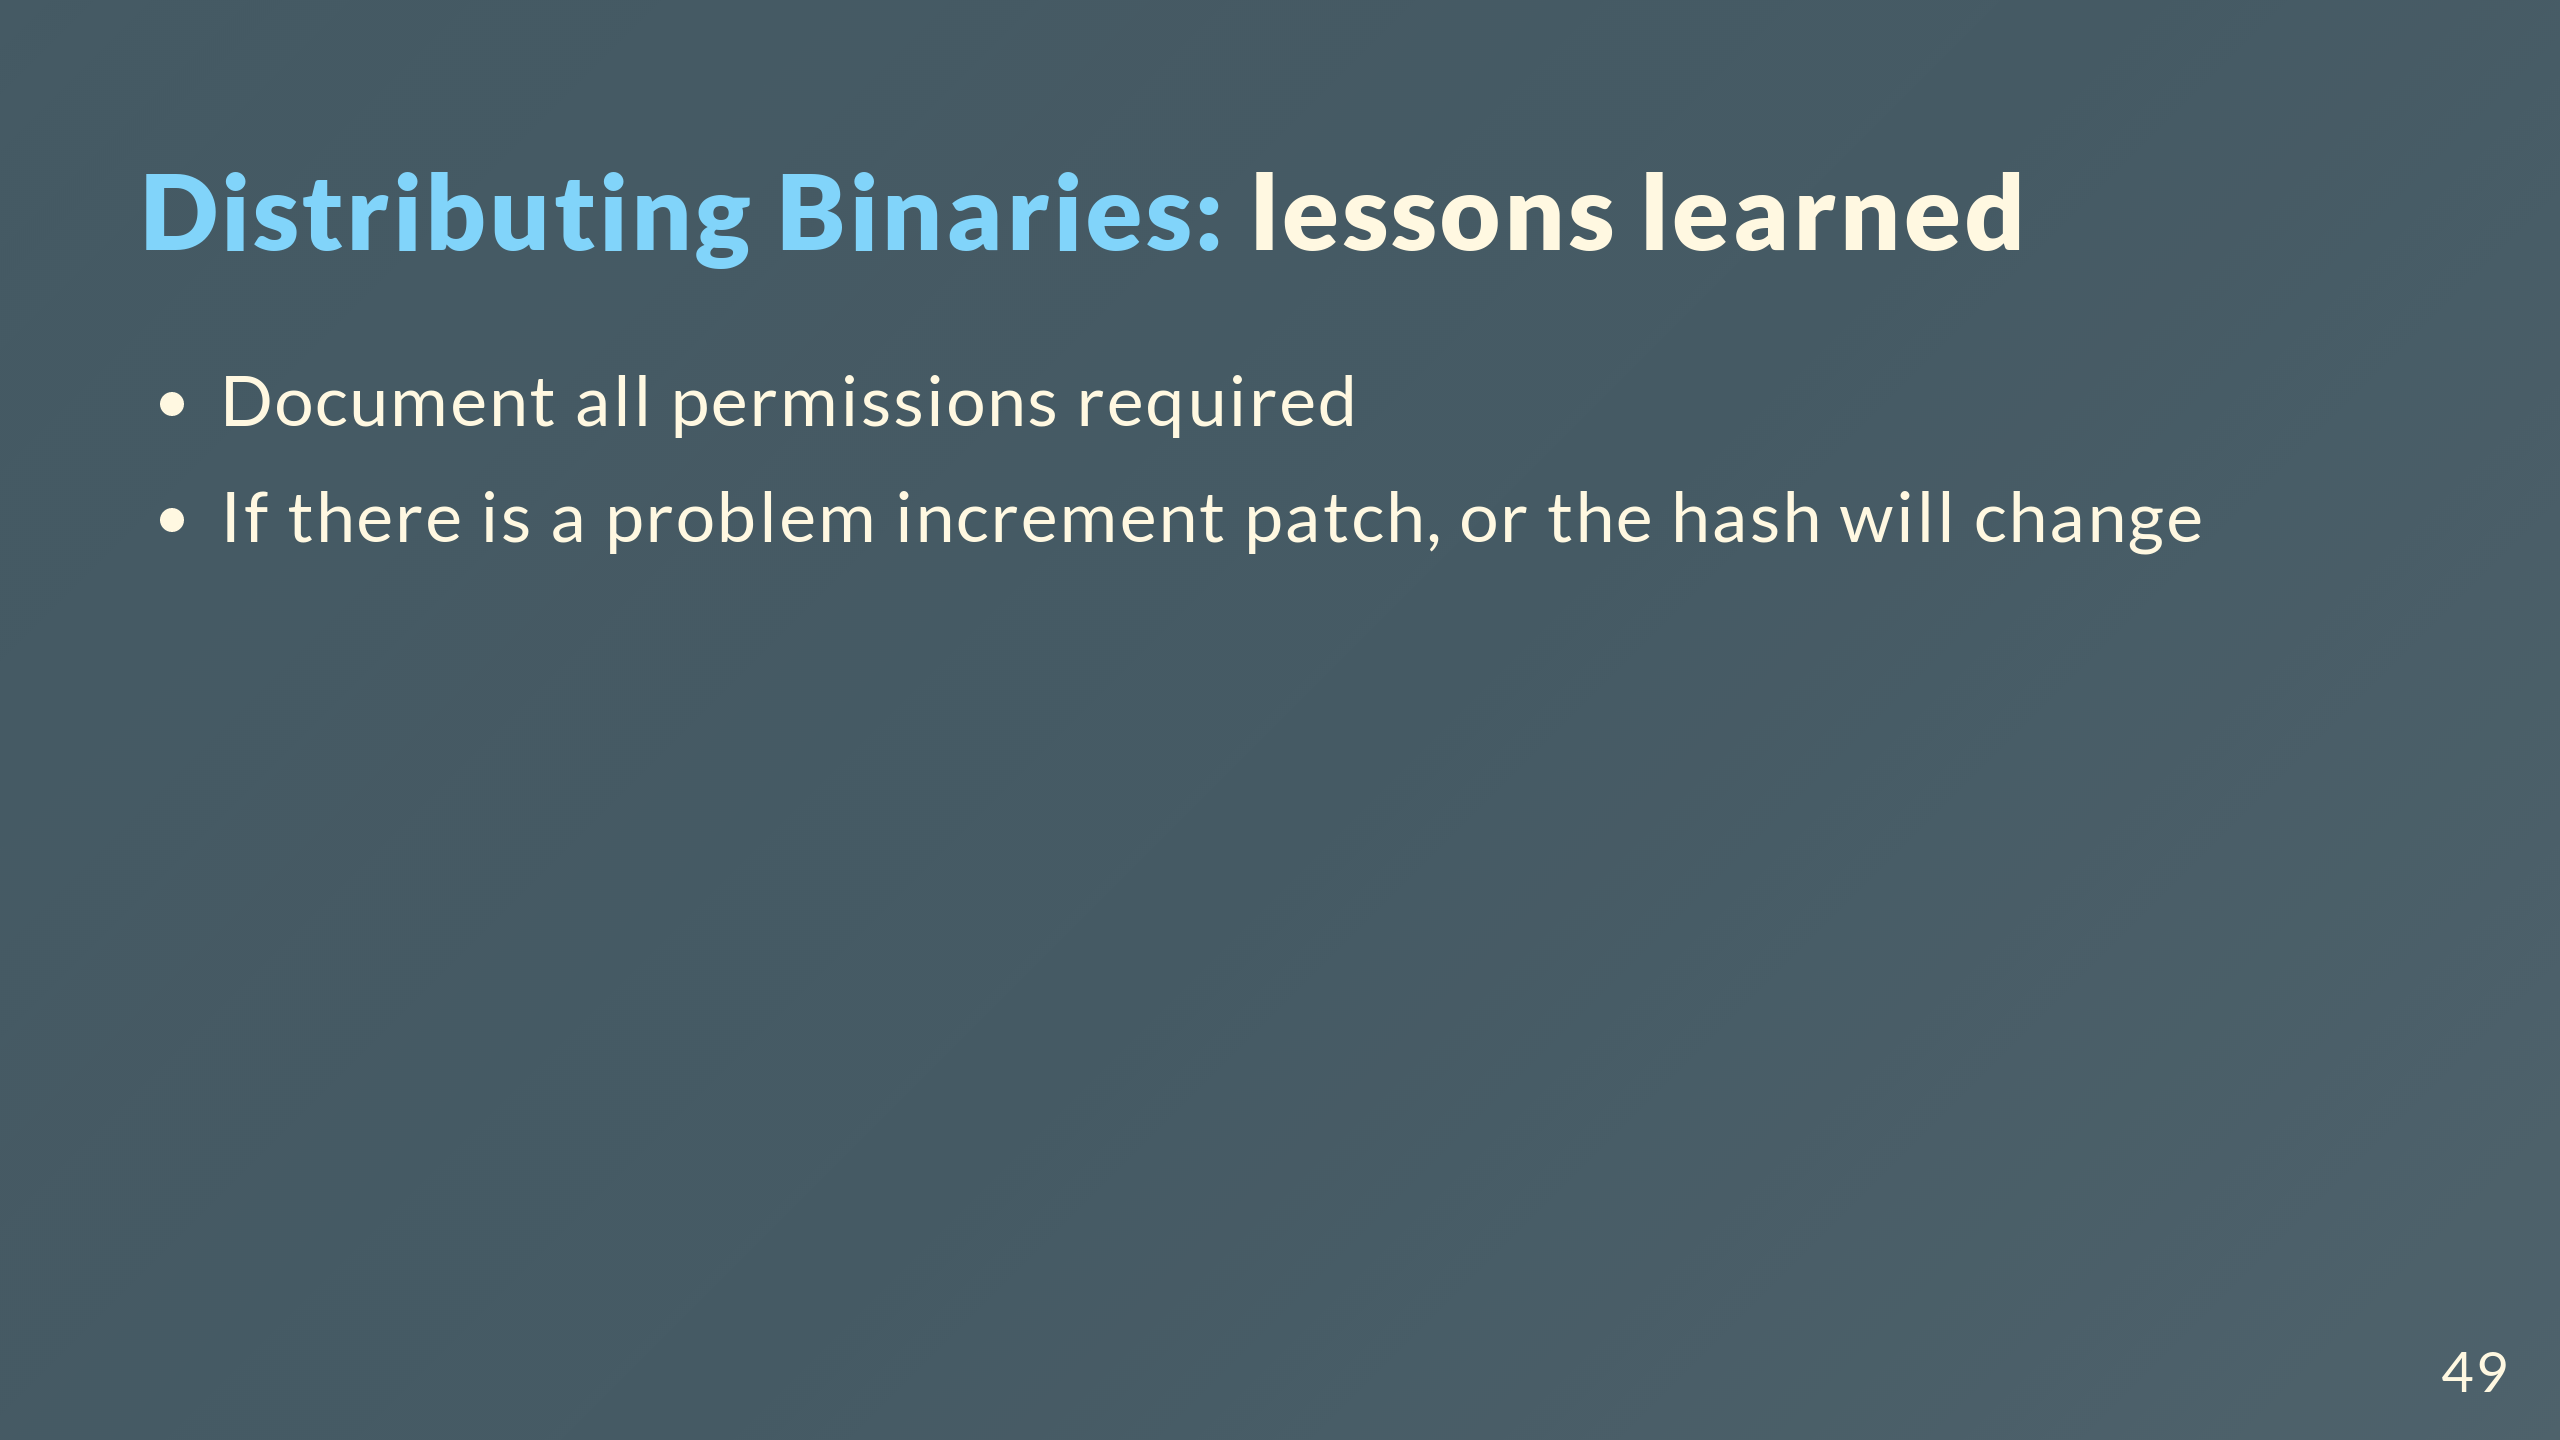 Distributing Binaries: lessons learned
• Document all permissions required
• If there is a problem increment patch, or the hash will change
49